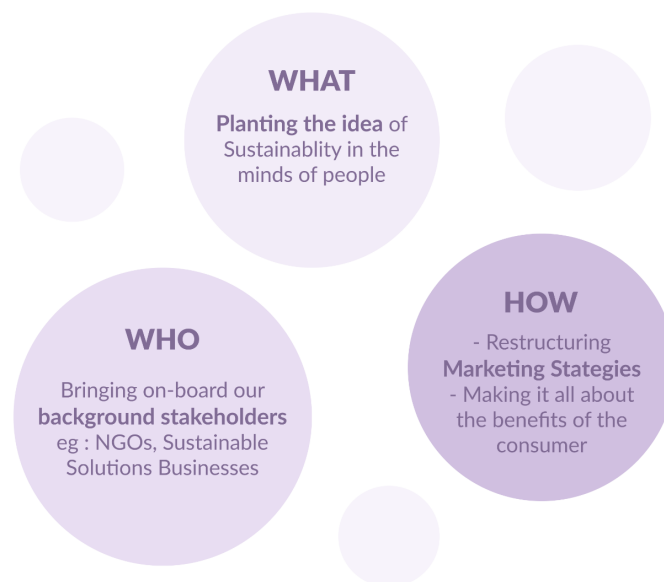 WHAT
Planting the idea of
Sustainablity in the
minds of people
WHO
Bringing on-board our
background stakeholders
eg : NGOs, Sustainable
Solutions Businesses
HOW
- Restructuring
Marketing Stategies
- Making it all about
the benefits of the
consumer